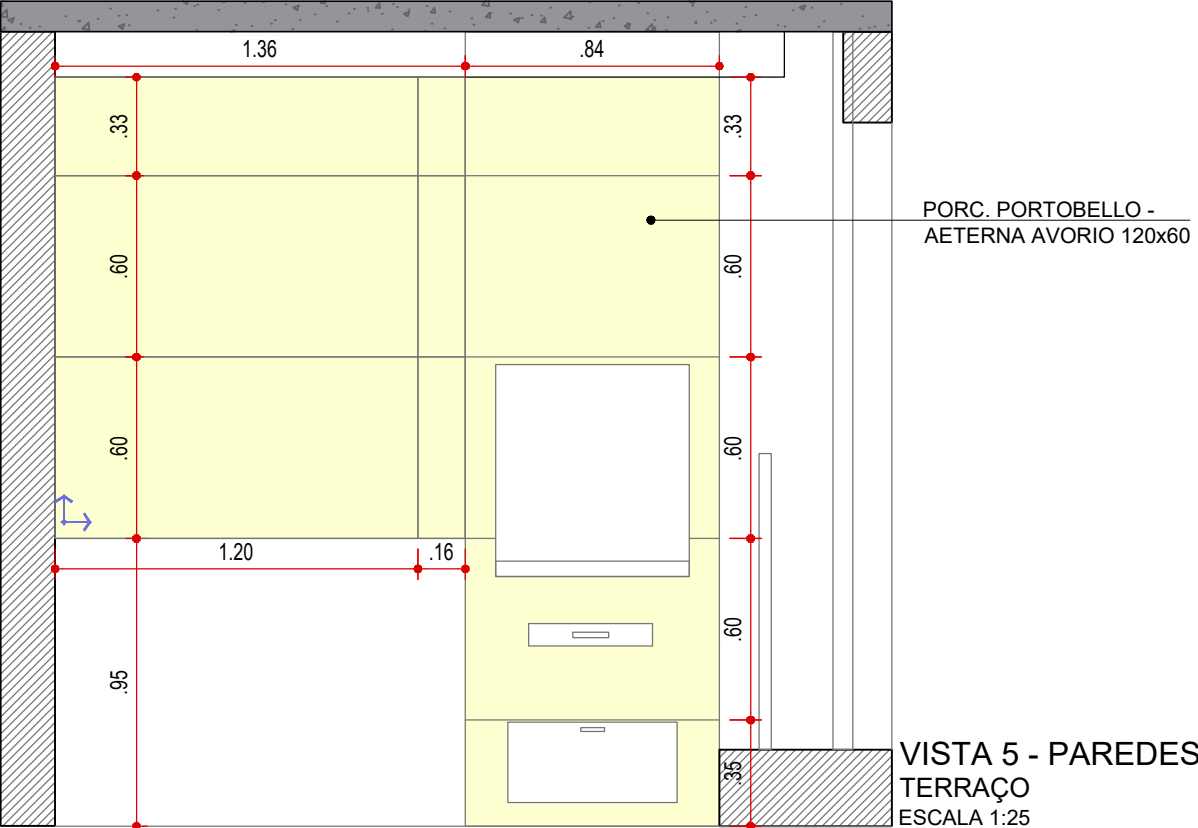 1.36
.84
.33
.33
PORC. PORTOBELLO -
AETERNA AVORIO 120x60
.60
.60
.60
.60
1.20
.16
.60
.95
.35
VISTA 5 - PAREDES
TERRAÇO
ESCALA 1:25